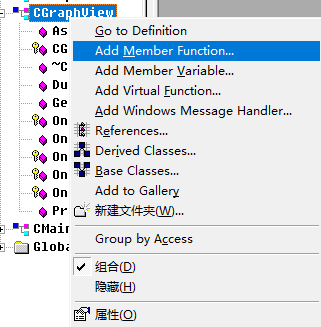 CGraphView
As
CG
~C
Du
Ge
On
On
On
On
On
Pr
CMain
Globa
Go to Definition
Add Member Function...
Add Member Variable...
Add Virtual Function...
Add Windows Message Handler...
References...
Derived Classes...
Base Classes...
Add to Gallery
新建文件夹(W)...
Group by Access
组合(D)
隐藏(H)
属性(O)